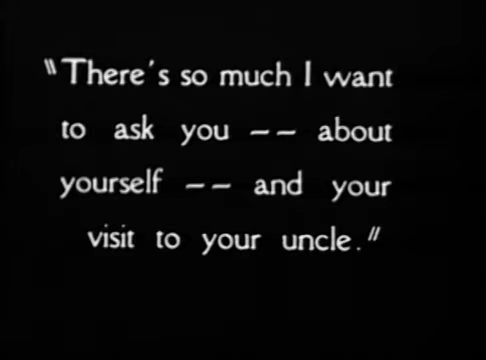 "There's so much I want
to ask you -- about
yourself -- and your
visit to your uncle."